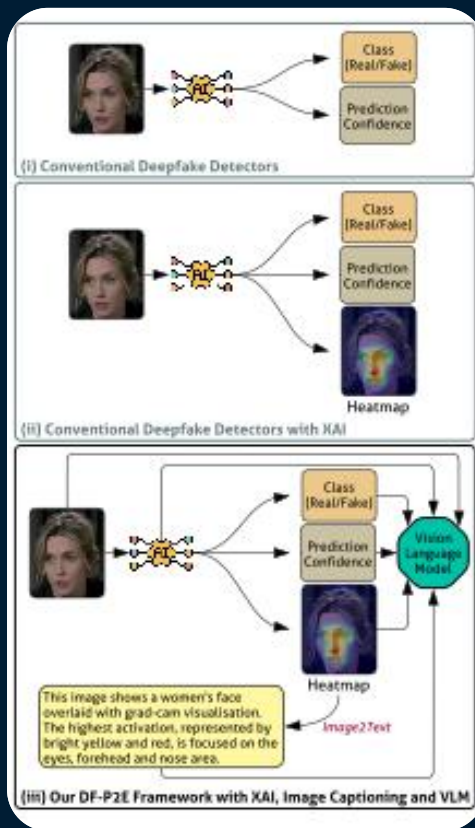 AI
Class
(Real/Fake)
Prediction
Confidence
(i) Conventional Deepfake Detectors
AI
Class
(Real/Fake)
Prediction
Confidence
Heatmap
(ii) Conventional Deepfake Detectors with XAI
AI
Class
(Real/Fake)
Prediction
Confidence
Vision
Language
Model
Heatmap
Image2Text
This image shows a women's face
overlaid with grad-cam visualisation.
The highest activation, represented by
bright yellow and red, is focused on the
eyes, forehead and nose area.
(iii) Our DF-P2E Framework with XAI, Image Captioning and VLM